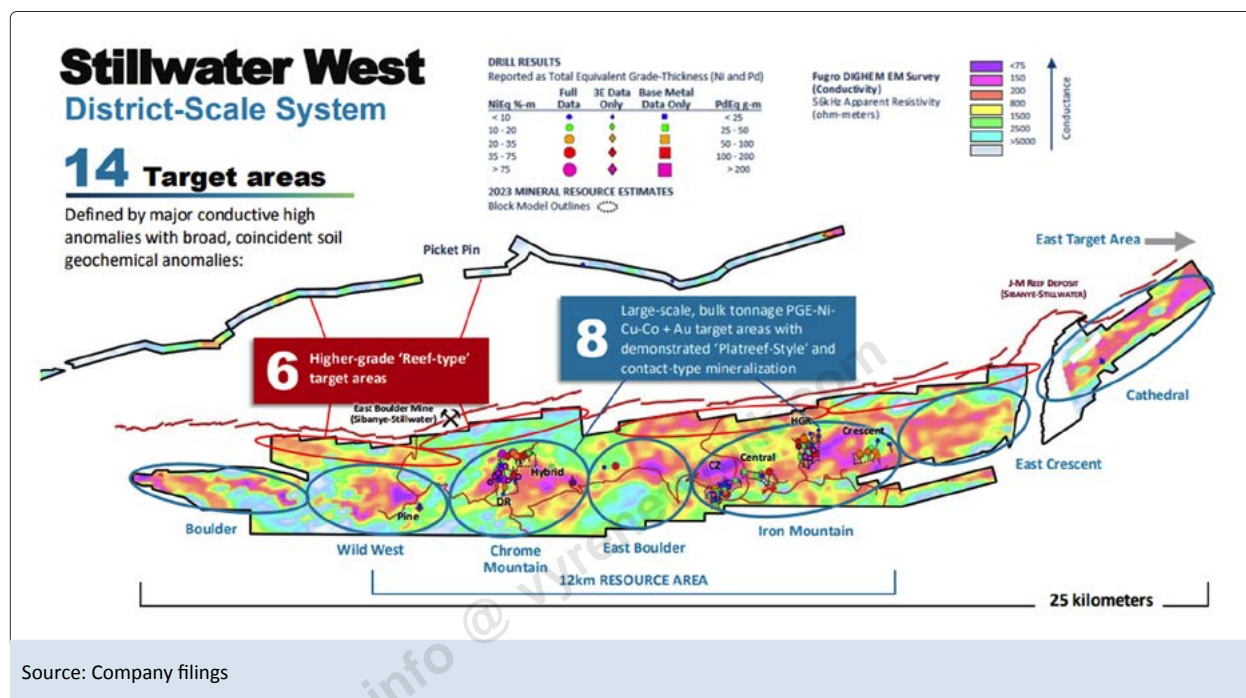 Stillwater West
District-Scale System
14 Target areas
Defined by major conductive high
anomalies with broad, coincident soil
geochemical anomalies:
DRILL RESULTS
Reported as Total Equivalent Grade-Thickness (Ni and Pd)
Full 3E Data Base Metal
NiEq %-m Data Only Data Only PdEq g-m
< 10 < 25
10 - 20 25 - 50
20 - 35 50 - 100
35 - 75 100 - 200
> 75 > 200
2023 MINERAL RESOURCE ESTIMATES
Block Model Outlines
Fugro DIGHEM EM Survey
(Conductivity)
56kHz Apparent Resistivity
(ohm-meters)
<75
150
200
800
1500
2500
>5000
Conductance
Picket Pin
East Target Area
J-M REEF DEPOSIT
(SIBANYE-STILLWATER)
6 Higher-grade 'Reef-type'
target areas
8 Large-scale, bulk tonnage PGE-Ni-
Cu-Co + Au target areas with
demonstrated 'Platreef-Style' and
contact-type mineralization
East Boulder Mine
(Sibanye-Stillwater)
Cathedral
HGR
Crescent
Hybrid
CZ
Central
DR
Pine
East Crescent
Boulder
Wild West
Chrome
Mountain
East Boulder
Iron Mountain
12km RESOURCE AREA
25 kilometers
Source: Company filings